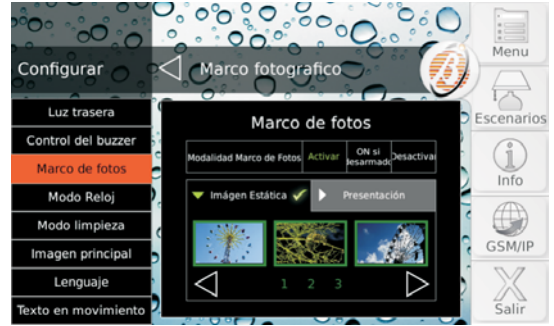 Configurar
Marco fotografico
Luz trasera
Control del buzzer
Marco de fotos
Modo Reloj
Modo limpieza
Imagen principal
Lenguaje
Texto en movimiento
Marco de fotos
Modalidad Marco de Fotos Activar ON si desarmado Desactivar
Imágen Estática Presentación
1 2 3
Menu
Escenarios
Info
GSM/IP
Salir